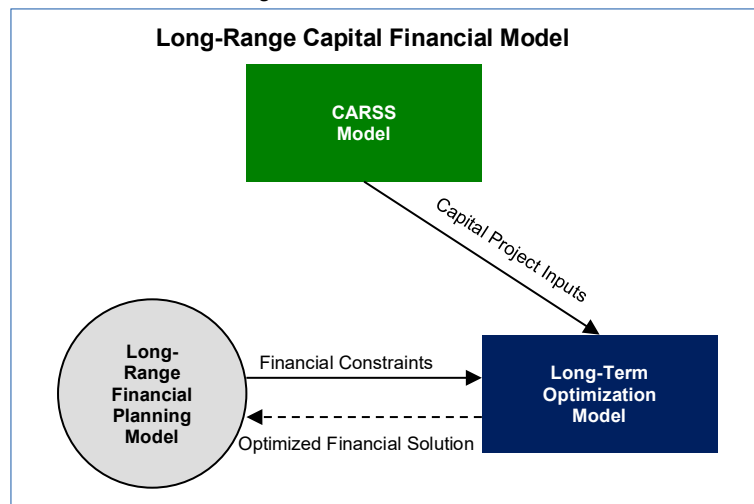 Long-Range Capital Financial Model
CARSS
Model
Capital Project Inputs
Long-
Range
Financial
Planning
Model
Financial Constraints
Optimized Financial Solution
Long-Term
Optimization
Model